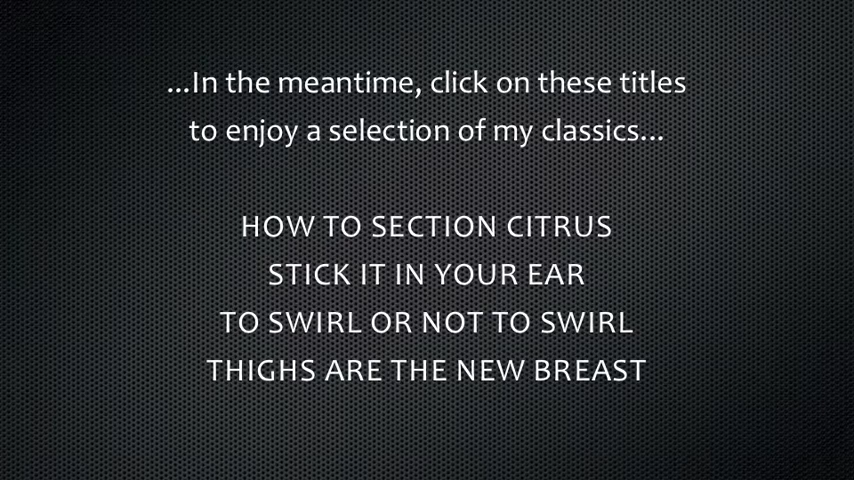 ...In the meantime, click on these titles
to enjoy a selection of my classics...
HOW TO SECTION CITRUS
STICK IT IN YOUR EAR
TO SWIRL OR NOT TO SWIRL
THIGHS ARE THE NEW BREAST